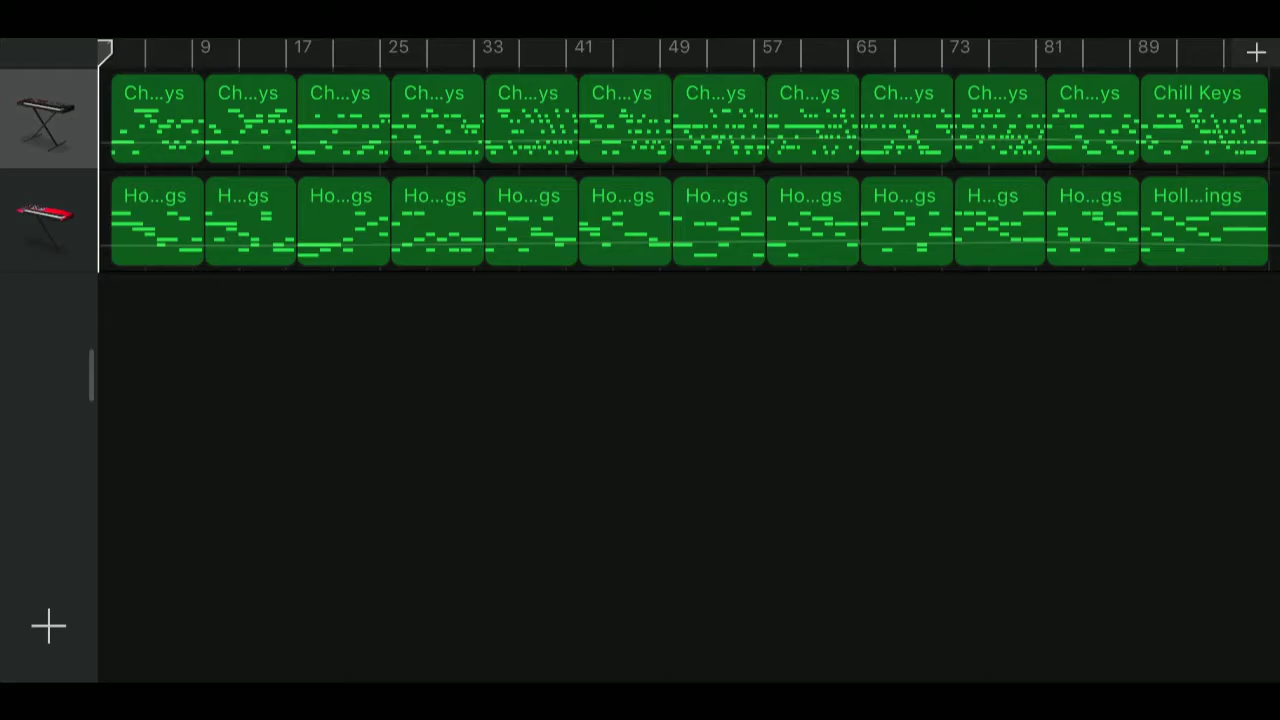 9 17 25 33 41 49 57 65 73 81 89
Ch...ys Ch...ys Ch...ys Ch...ys Ch...ys Ch...ys Ch...ys Ch...ys Ch...ys Ch...ys Ch...ys Chill Keys
Ho...gs H...gs Ho...gs Ho...gs Ho...gs Ho...gs Ho...gs Ho...gs Ho...gs H...gs Ho...gs Holl...ings